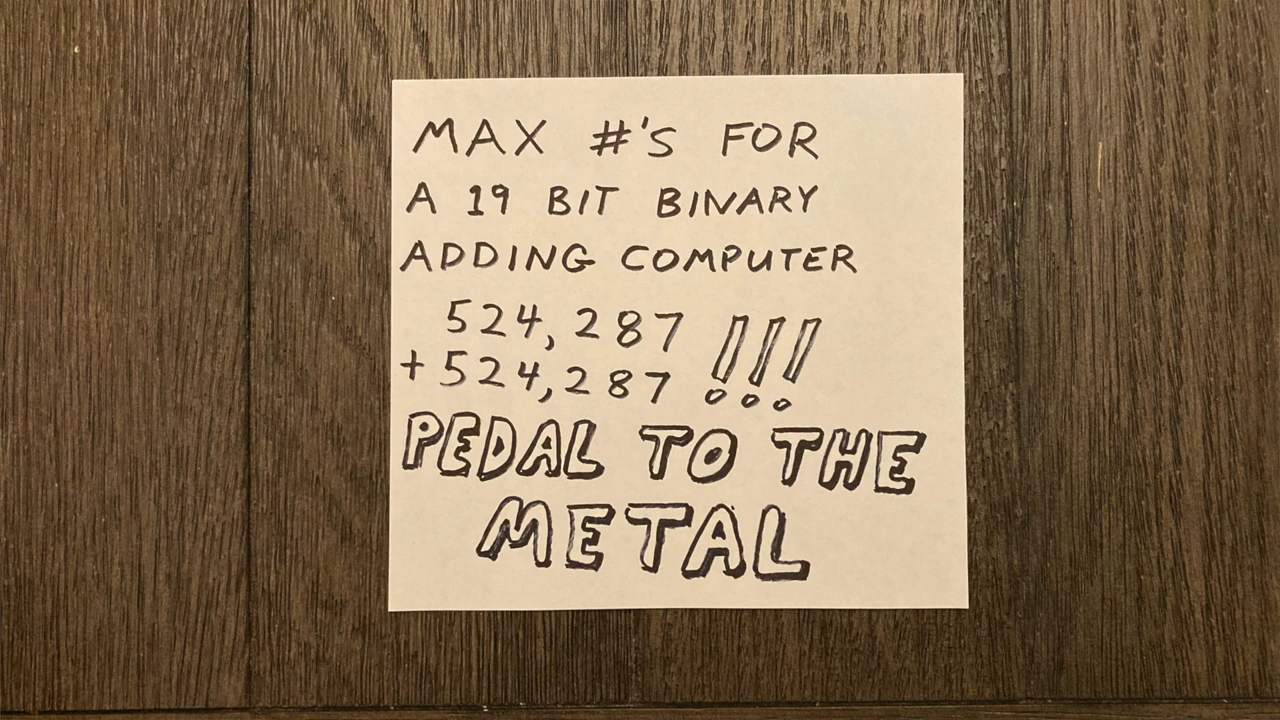 MAX #'S FOR
A 19 BIT BINARY
ADDING COMPUTER
524,287 !!!
+524,287
PEDAL TO THE
METAL